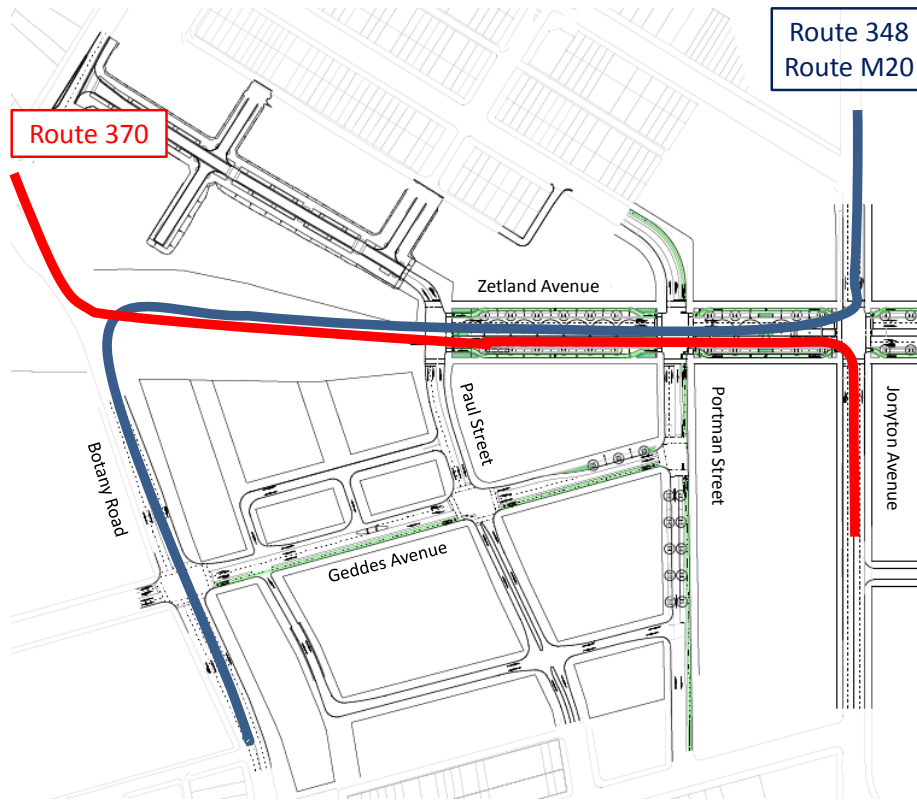 Route 348
Route M20
Route 370
Zetland Avenue
Paul Street
Portman Street
Jonyton Avenue
Botany Road
Geddes Avenue